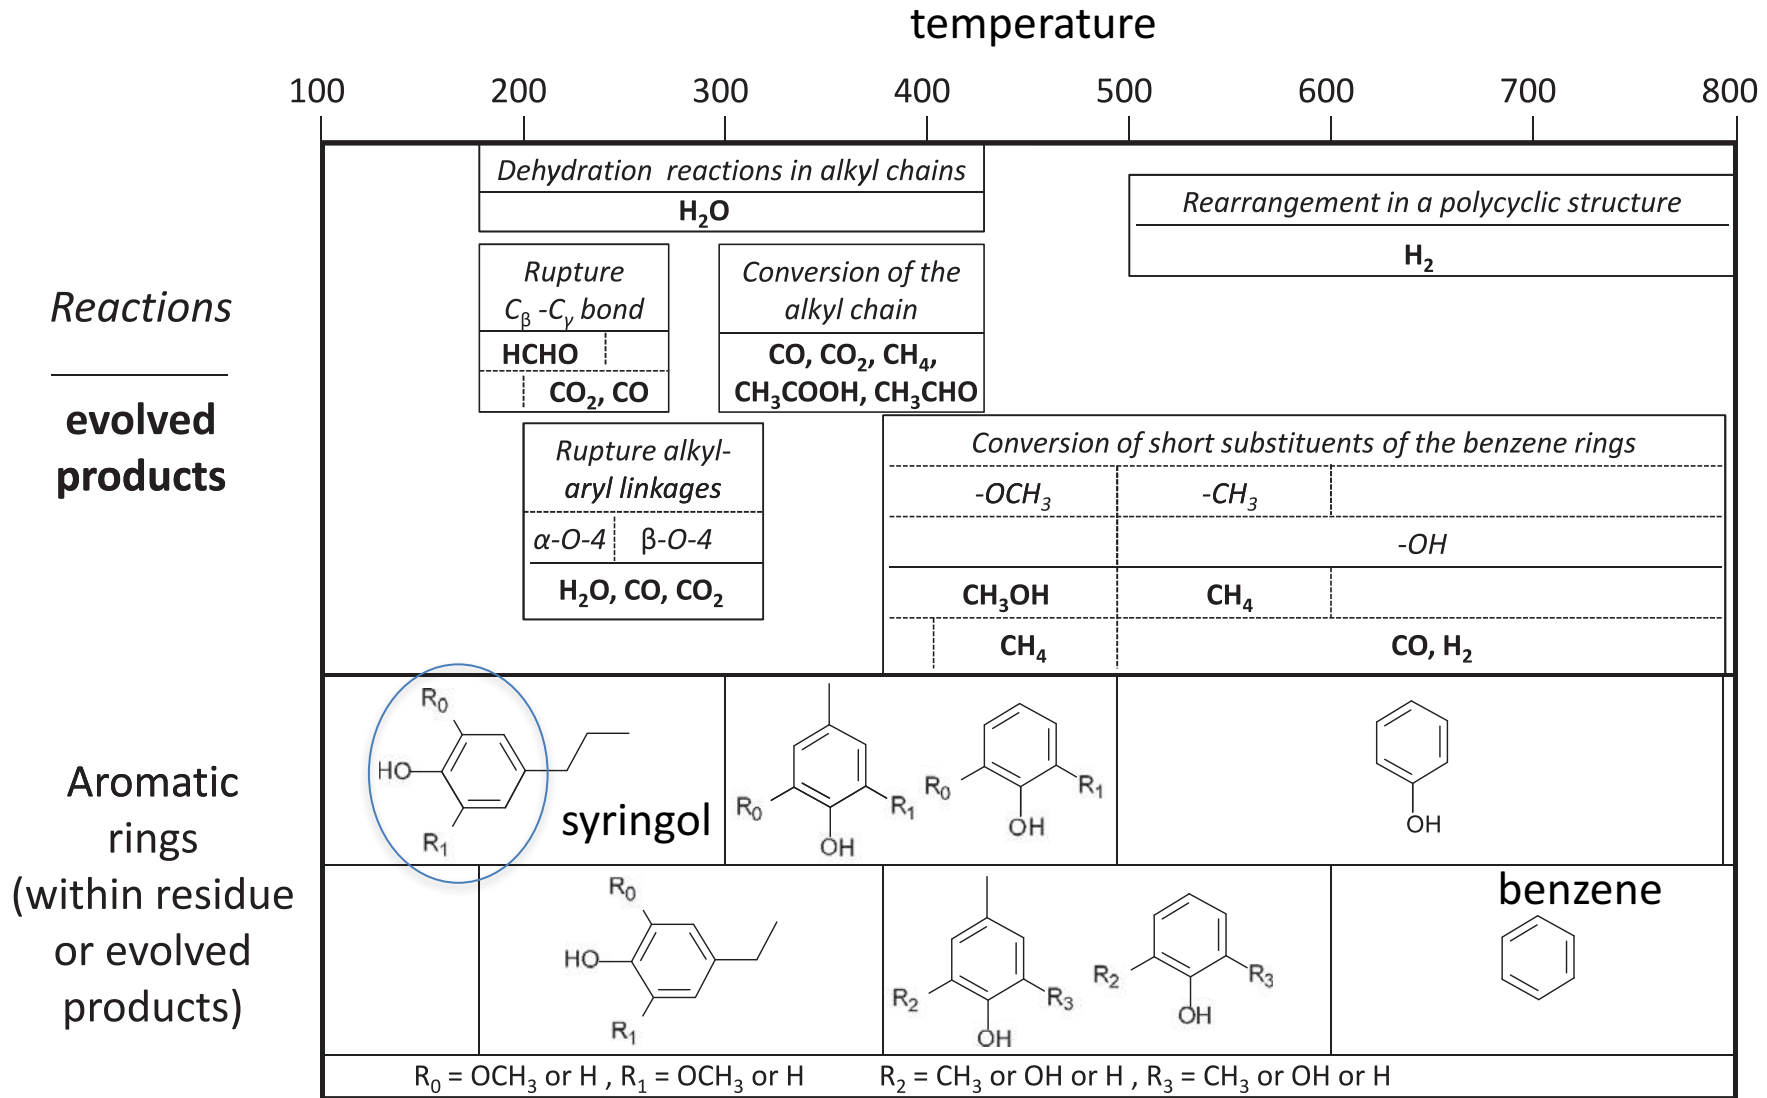 temperature
100 200 300 400 500 600 700 800
Dehydration reactions in alkyl chains
H₂O
Rearrangement in a polycyclic structure
H₂
Rupture
Cβ -Cγ bond
HCHO
CO₂, CO
Conversion of the
alkyl chain
CO, CO₂, CH₄,
CH₃COOH, CH₃CHO
Reactions
evolved
products
Rupture alkyl-
aryl linkages
α-O-4 β-O-4
H₂O, CO, CO₂
Conversion of short substituents of the benzene rings
-OCH₃ -CH₃
-OH
CH₃OH CH₄
CH₄ CO, H₂
Aromatic
rings
(within residue
or evolved
products)
R₀
HO
R₁
syringol
R₀ R₁
OH
R₀ R₁
OH
OH
R₀
HO
R₁
R₂ R₃
OH
R₂ R₃
OH
benzene
R₀ = OCH₃ or H , R₁ = OCH₃ or H R₂ = CH₃ or OH or H , R₃ = CH₃ or OH or H